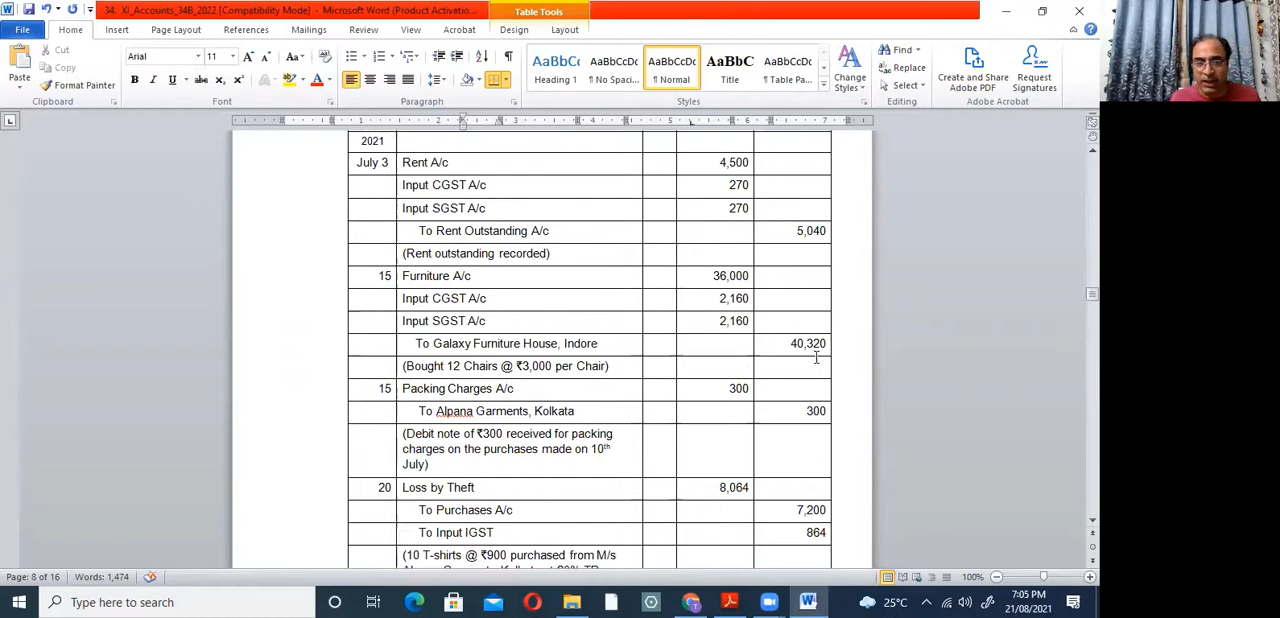 34. XI_Accounts_34B_2022 [Compatibility Mode] - Microsoft Word (Product Activatio...
Table Tools
File Home Insert Page Layout References Mailings Review View Acrobat Design Layout
Cut
Copy
Format Painter
Paste
Clipboard
Arial 11
Font
Paragraph
AaBbCc AaBbCcDc AaBbCcDc AaBbC AaBbCcDc
Heading 1 ¶ No Spaci... ¶ Normal Title ¶ Table Pa...
Change Styles
Styles
Find
Replace
Select
Editing
Create and Share Adobe PDF
Request Signatures
Adobe Acrobat
2021
July 3 Rent A/c 4,500
Input CGST A/c 270
Input SGST A/c 270
To Rent Outstanding A/c 5,040
(Rent outstanding recorded)
15 Furniture A/c 36,000
Input CGST A/c 2,160
Input SGST A/c 2,160
To Galaxy Furniture House, Indore 40,320
(Bought 12 Chairs @ ₹3,000 per Chair)
15 Packing Charges A/c 300
To Alpana Garments, Kolkata 300
(Debit note of ₹300 received for packing
charges on the purchases made on 10th
July)
20 Loss by Theft 8,064
To Purchases A/c 7,200
To Input IGST 864
(10 T-shirts @ ₹900 purchased from M/s
Page: 8 of 16 Words: 1,474 100%
Type here to search
25°C
7:05 PM
21/08/2021